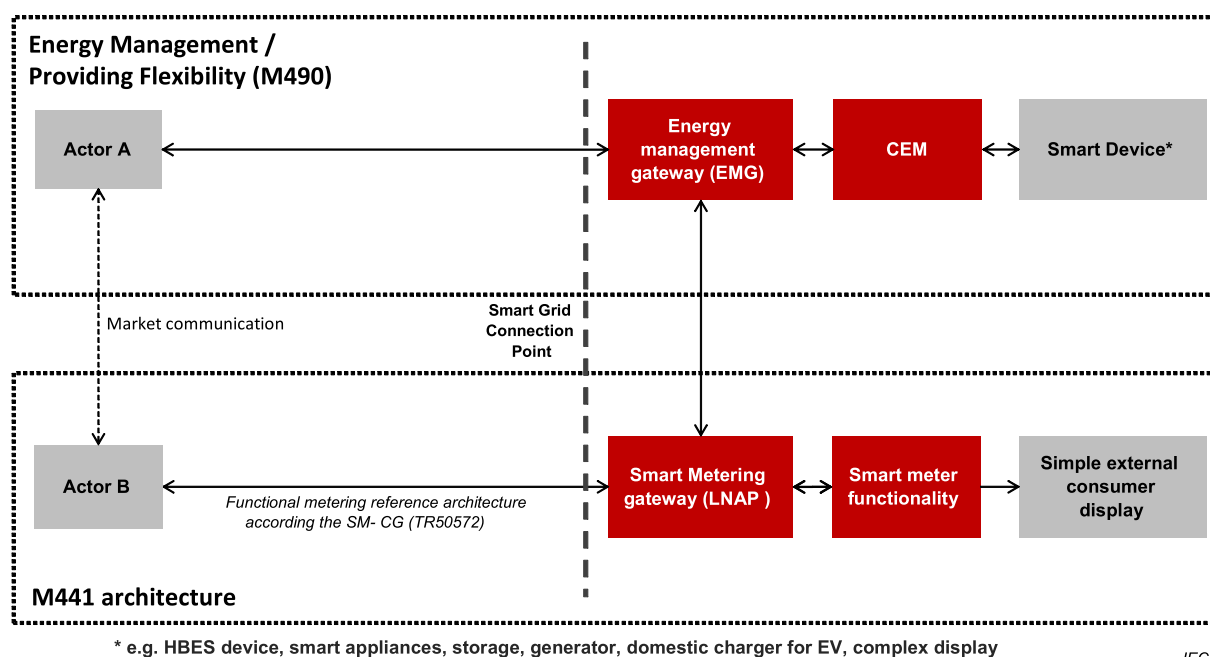 Energy Management /
Providing Flexibility (M490)
Actor A
Energy
management
gateway (EMG)
CEM
Smart Device*
Market communication
Smart Grid
Connection
Point
Actor B
Functional metering reference architecture
according the SM- CG (TR50572)
Smart Metering
gateway (LNAP )
Smart meter
functionality
Simple external
consumer
display
M441 architecture
* e.g. HBES device, smart appliances, storage, generator, domestic charger for EV, complex display
IEC